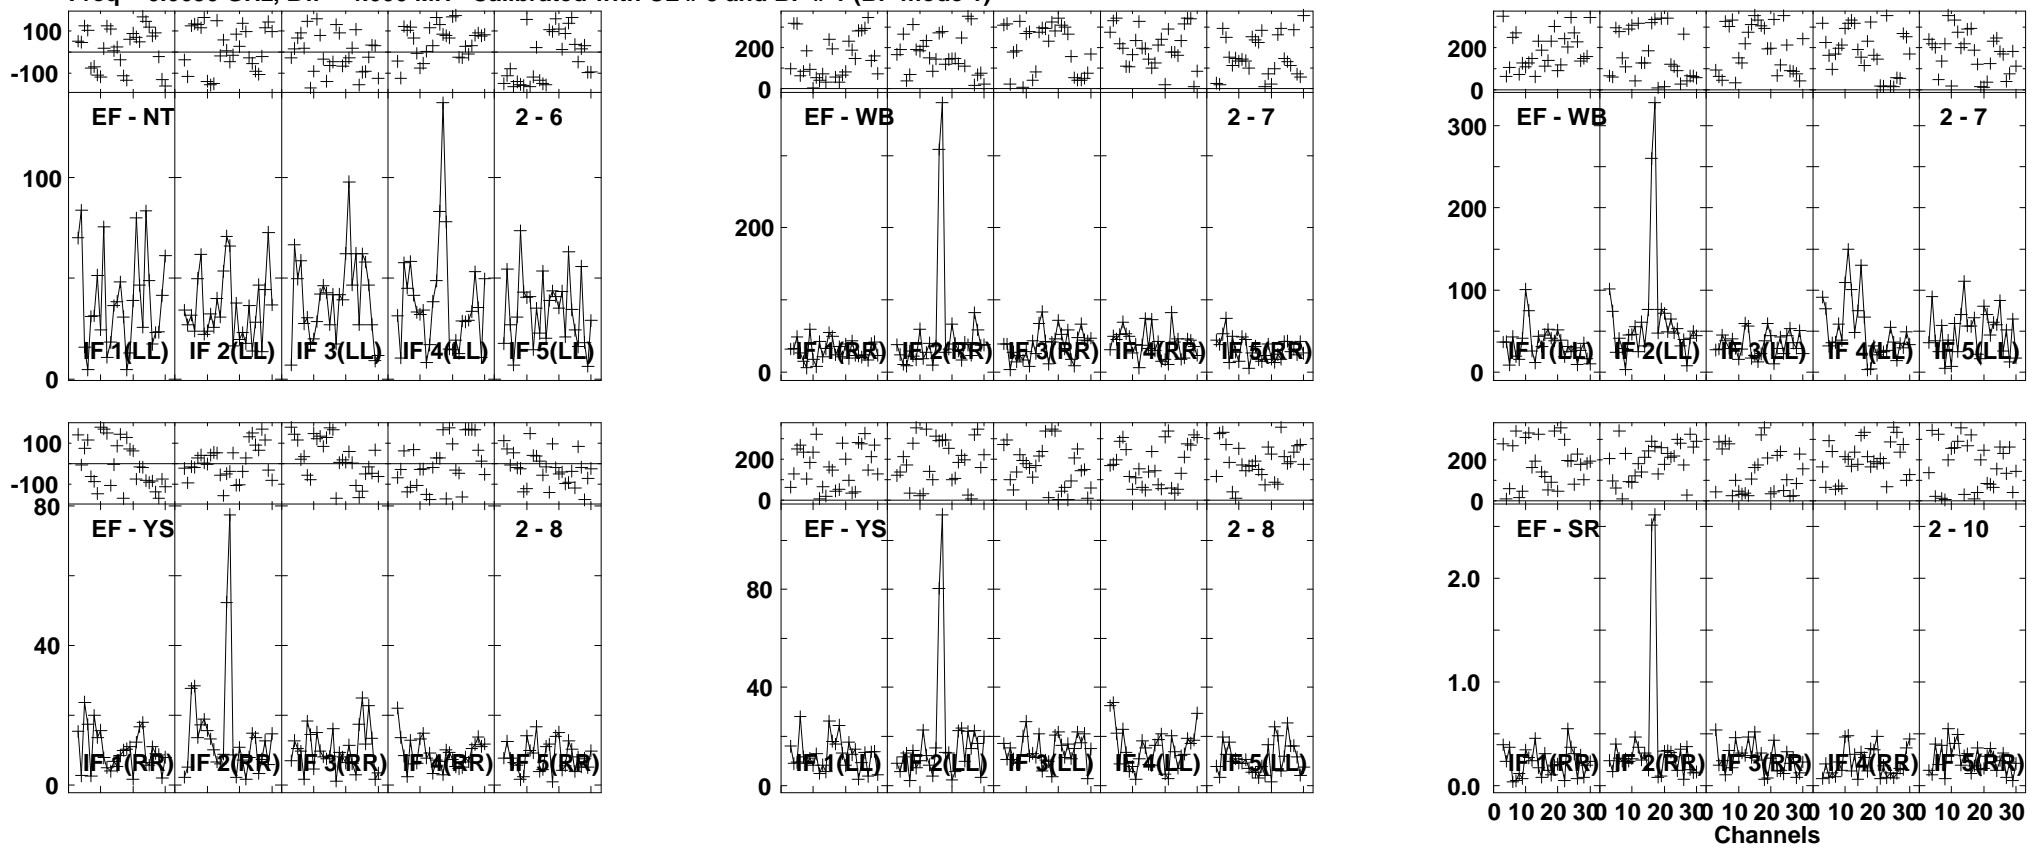 100
-100
EF - NT
2 - 6
100
0
IF 1(LL) IF 2(LL) IF 3(LL) IF 4(LL) IF 5(LL)
200
0
EF - WB
2 - 7
200
0
IF 1(RR) IF 2(RR) IF 3(RR) IF 4(RR) IF 5(RR)
200
0
EF - WB
2 - 7
300
200
100
0
IF 1(LL) IF 2(LL) IF 3(LL) IF 4(LL) IF 5(LL)
100
-100
80
EF - YS
2 - 8
40
0
IF 1(RR) IF 2(RR) IF 3(RR) IF 4(RR) IF 5(RR)
200
0
EF - YS
2 - 8
80
40
0
IF 1(LL) IF 2(LL) IF 3(LL) IF 4(LL) IF 5(LL)
200
0
EF - SR
2 - 10
2.0
1.0
0.0
IF 1(RR) IF 2(RR) IF 3(RR) IF 4(RR) IF 5(RR)
0 10 20 30 0 10 20 30 0 10 20 30 0 10 20 30 0 10 20 30
Channels